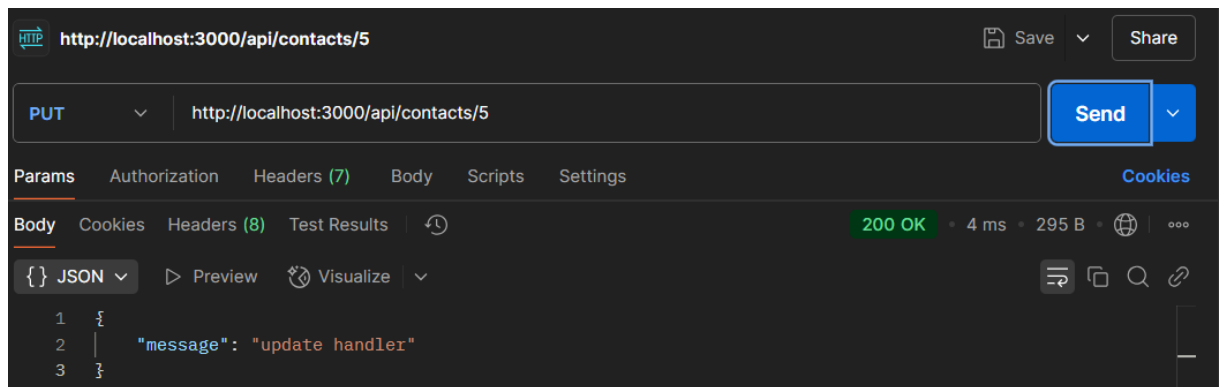 HTTP http://localhost:3000/api/contacts/5 Save Share
PUT http://localhost:3000/api/contacts/5 Send
Params Authorization Headers (7) Body Scripts Settings Cookies
Body Cookies Headers (8) Test Results 200 OK • 4 ms • 295 B •
{} JSON Preview Visualize
1 {
2 "message": "update handler"
3 }